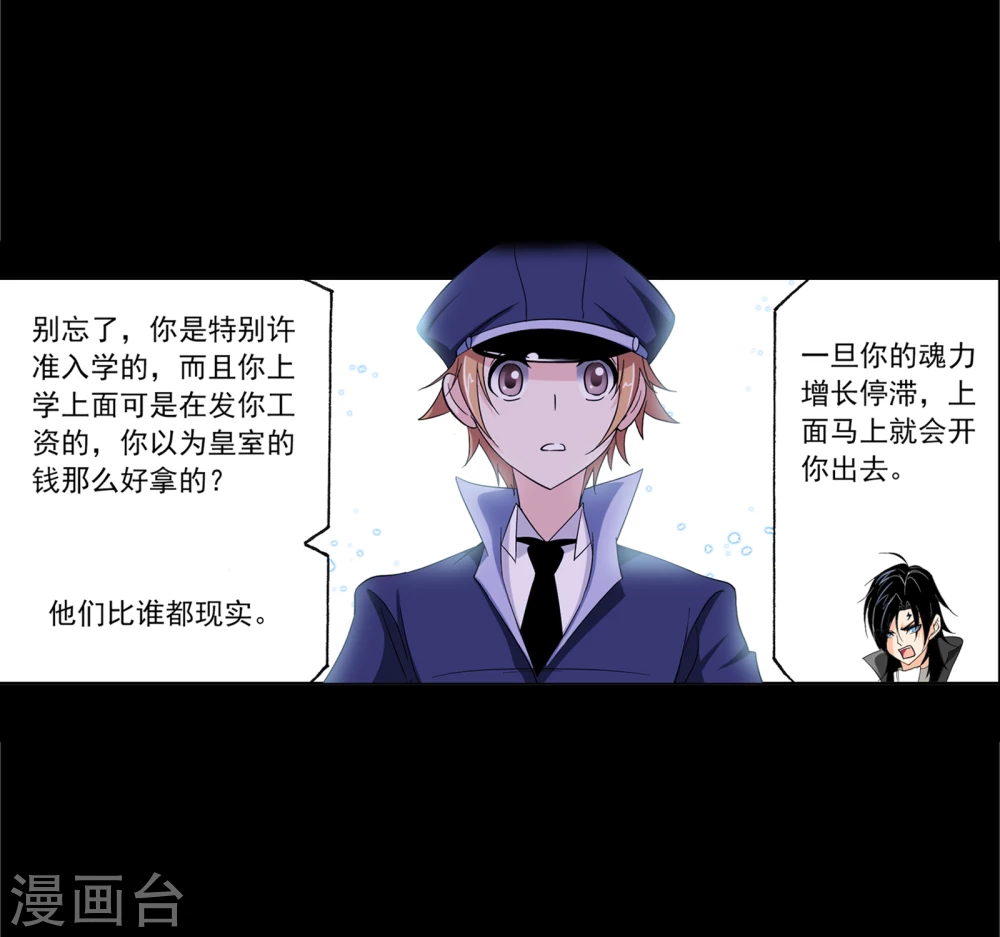 别忘了，你是特别许
准入学的，而且你上
学上面可是在发你工
资的，你以为皇室的
钱那么好拿的？
他们比谁都现实。
一旦你的魂力
增长停滞，上
面马上就会开
你出去。
漫画台